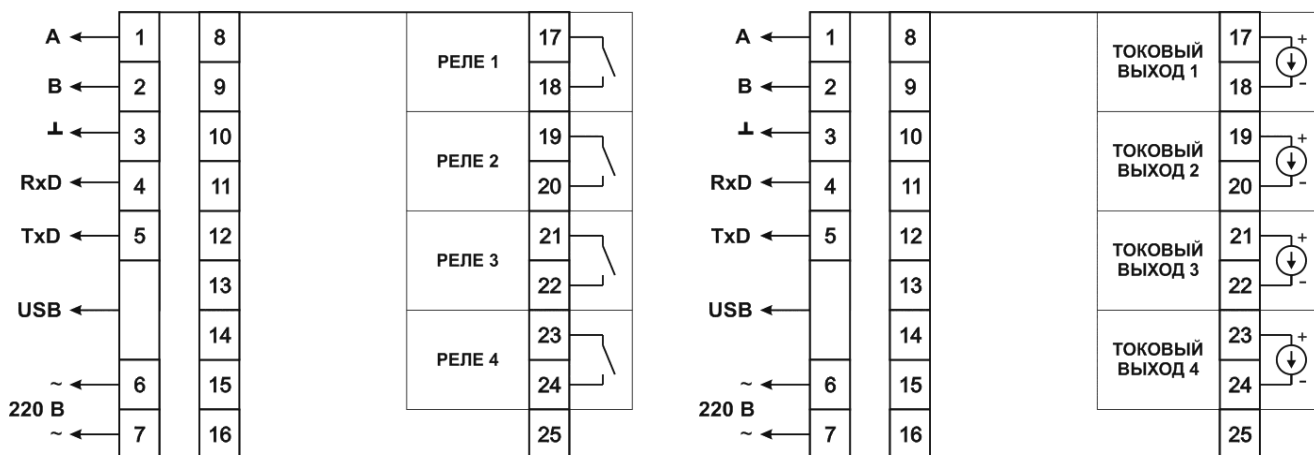 A 1 8
B 2 9
⊥ 3 10
RxD 4 11
TxD 5 12
USB 13
14
~ 6 15
220 В
~ 7 16
РЕЛЕ 1 17
18
РЕЛЕ 2 19
20
РЕЛЕ 3 21
22
РЕЛЕ 4 23
24
25
A 1 8
B 2 9
⊥ 3 10
RxD 4 11
TxD 5 12
USB 13
14
~ 6 15
220 В
~ 7 16
ТОКОВЫЙ
ВЫХОД 1
17 +
18 -
ТОКОВЫЙ
ВЫХОД 2
19 +
20 -
ТОКОВЫЙ
ВЫХОД 3
21 +
22 -
ТОКОВЫЙ
ВЫХОД 4
23 +
24 -
25